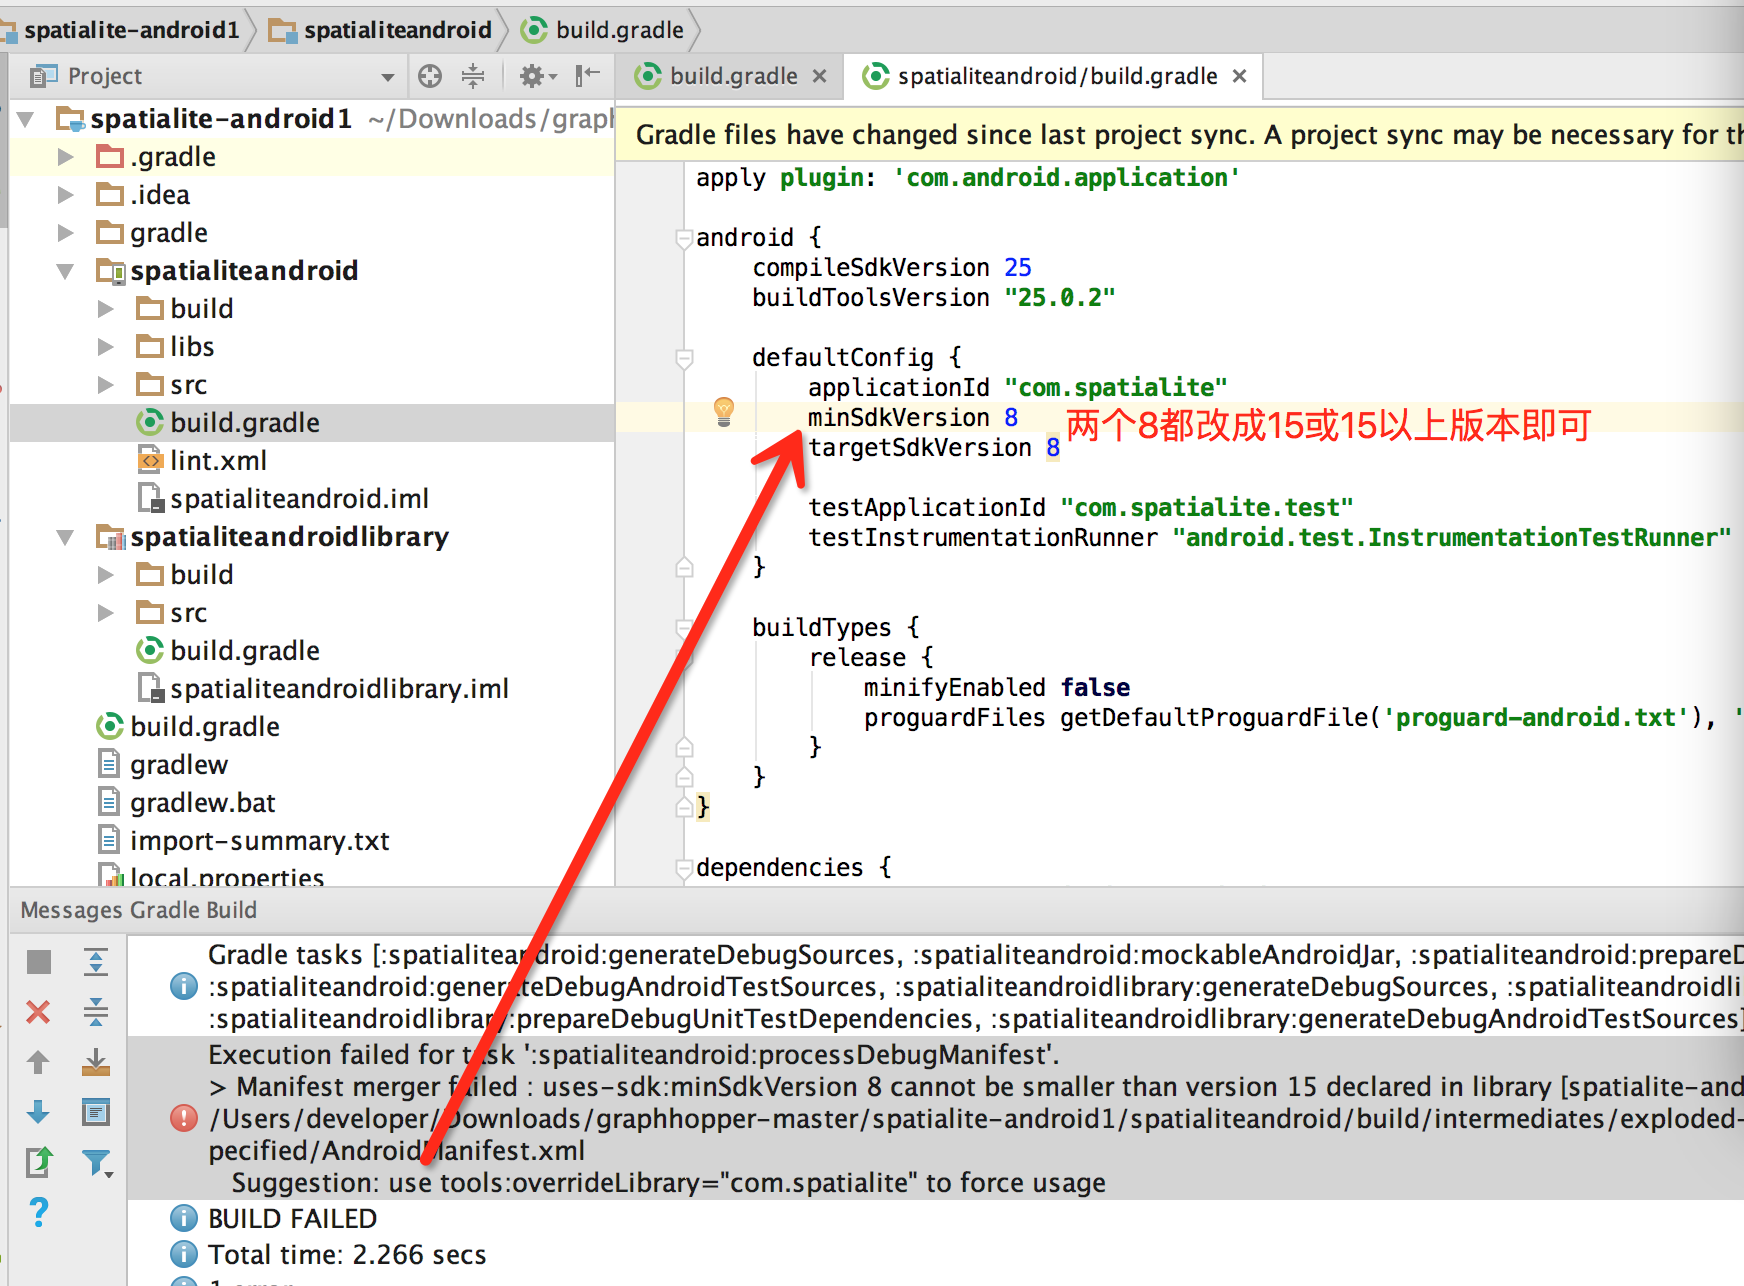 spatialite-android1 spatialiteandroid build.gradle
Project build.gradle spatialiteandroid/build.gradle
spatialite-android1 ~/Downloads/graph
.gradle
.idea
gradle
spatialiteandroid
build
libs
src
build.gradle
lint.xml
spatialiteandroid.iml
spatialiteandroidlibrary
build
src
build.gradle
spatialiteandroidlibrary.iml
build.gradle
gradlew
gradlew.bat
import-summary.txt
local.properties
Gradle files have changed since last project sync. A project sync may be necessary for th
apply plugin: 'com.android.application'
android {
compileSdkVersion 25
buildToolsVersion "25.0.2"
defaultConfig {
applicationId "com.spatialite"
minSdkVersion 8
两个8都改成15或15以上版本即可
targetSdkVersion 8
testApplicationId "com.spatialite.test"
testInstrumentationRunner "android.test.InstrumentationTestRunner"
}
buildTypes {
release {
minifyEnabled false
proguardFiles getDefaultProguardFile('proguard-android.txt'), '
}
}
}
dependencies {
Messages Gradle Build
Gradle tasks [:spatialiteandroid:generateDebugSources, :spatialiteandroid:mockableAndroidJar, :spatialiteandroid:prepareD
:spatialiteandroid:generateDebugAndroidTestSources, :spatialiteandroidlibrary:generateDebugSources, :spatialiteandroidli
:spatialiteandroidlibrary:prepareDebugUnitTestDependencies, :spatialiteandroidlibrary:generateDebugAndroidTestSources]
Execution failed for task ':spatialiteandroid:processDebugManifest'.
> Manifest merger failed : uses-sdk:minSdkVersion 8 cannot be smaller than version 15 declared in library [spatialite-and
/Users/developer/Downloads/graphhopper-master/spatialite-android1/spatialiteandroid/build/intermediates/exploded-
pecified/AndroidManifest.xml
Suggestion: use tools:overrideLibrary="com.spatialite" to force usage
BUILD FAILED
Total time: 2.266 secs
1 error